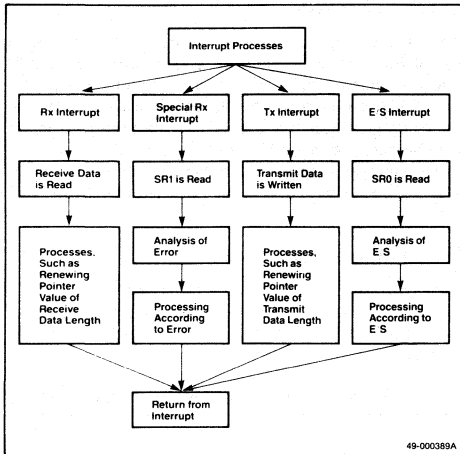 Interrupt Processes
Rx Interrupt
Special Rx
Interrupt
Tx Interrupt
E/S Interrupt
Receive Data
is Read
SR1 is Read
Transmit Data
is Written
SR0 is Read
Processes,
Such as
Renewing
Pointer
Value of
Receive
Data Length
Analysis of
Error
Processing
According
to Error
Processes,
Such as
Renewing
Pointer
Value of
Transmit
Data Length
Analysis of
E/S
Processing
According to
E/S
Return from
Interrupt
49-000389A